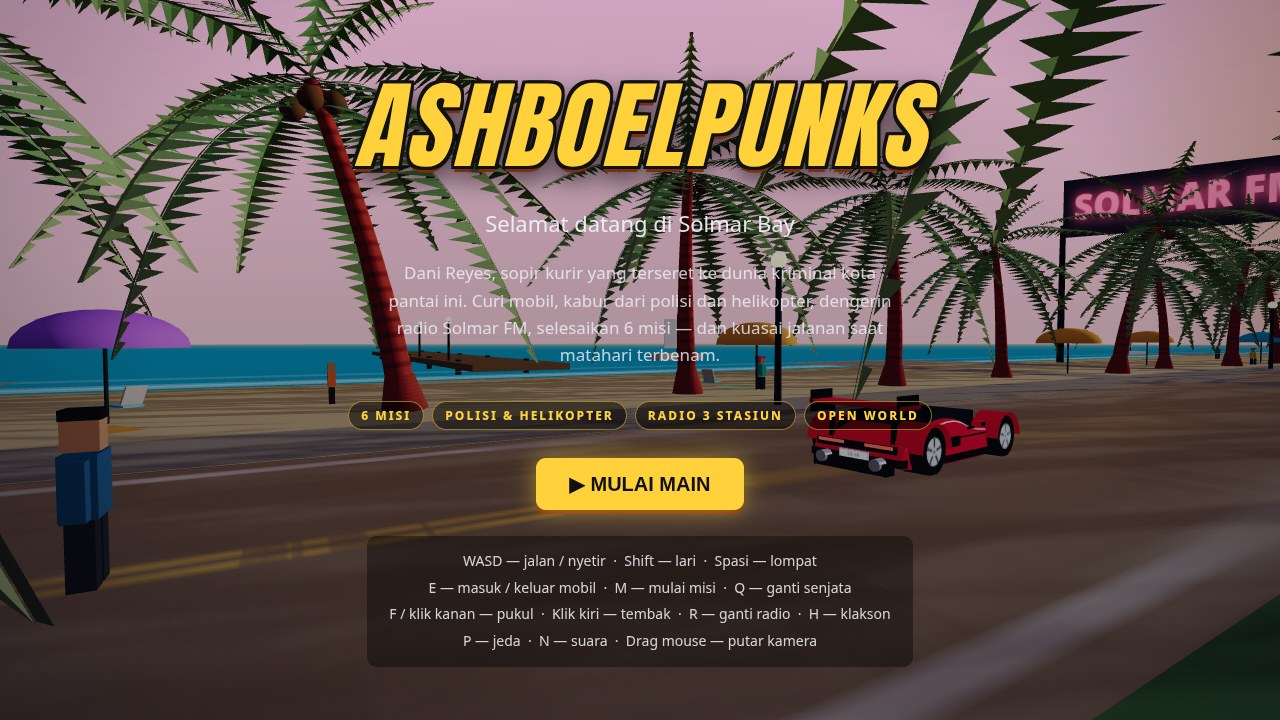 ASHBOELPUNKS
SOLMAR FM
Selamat datang di Solmar Bay
Dani Reyes, sopir kurir yang terseret ke dunia kriminal kota
pantai ini. Curi mobil, kabur dari polisi dan helikopter, dengerin
radio Solmar FM, selesaikan 6 misi — dan kuasai jalanan saat
matahari terbenam.
6 MISI POLISI & HELIKOPTER RADIO 3 STASIUN OPEN WORLD
▶ MULAI MAIN
WASD — jalan / nyetir · Shift — lari · Spasi — lompat
E — masuk / keluar mobil · M — mulai misi · Q — ganti senjata
F / klik kanan — pukul · Klik kiri — tembak · R — ganti radio · H — klakson
P — jeda · N — suara · Drag mouse — putar kamera